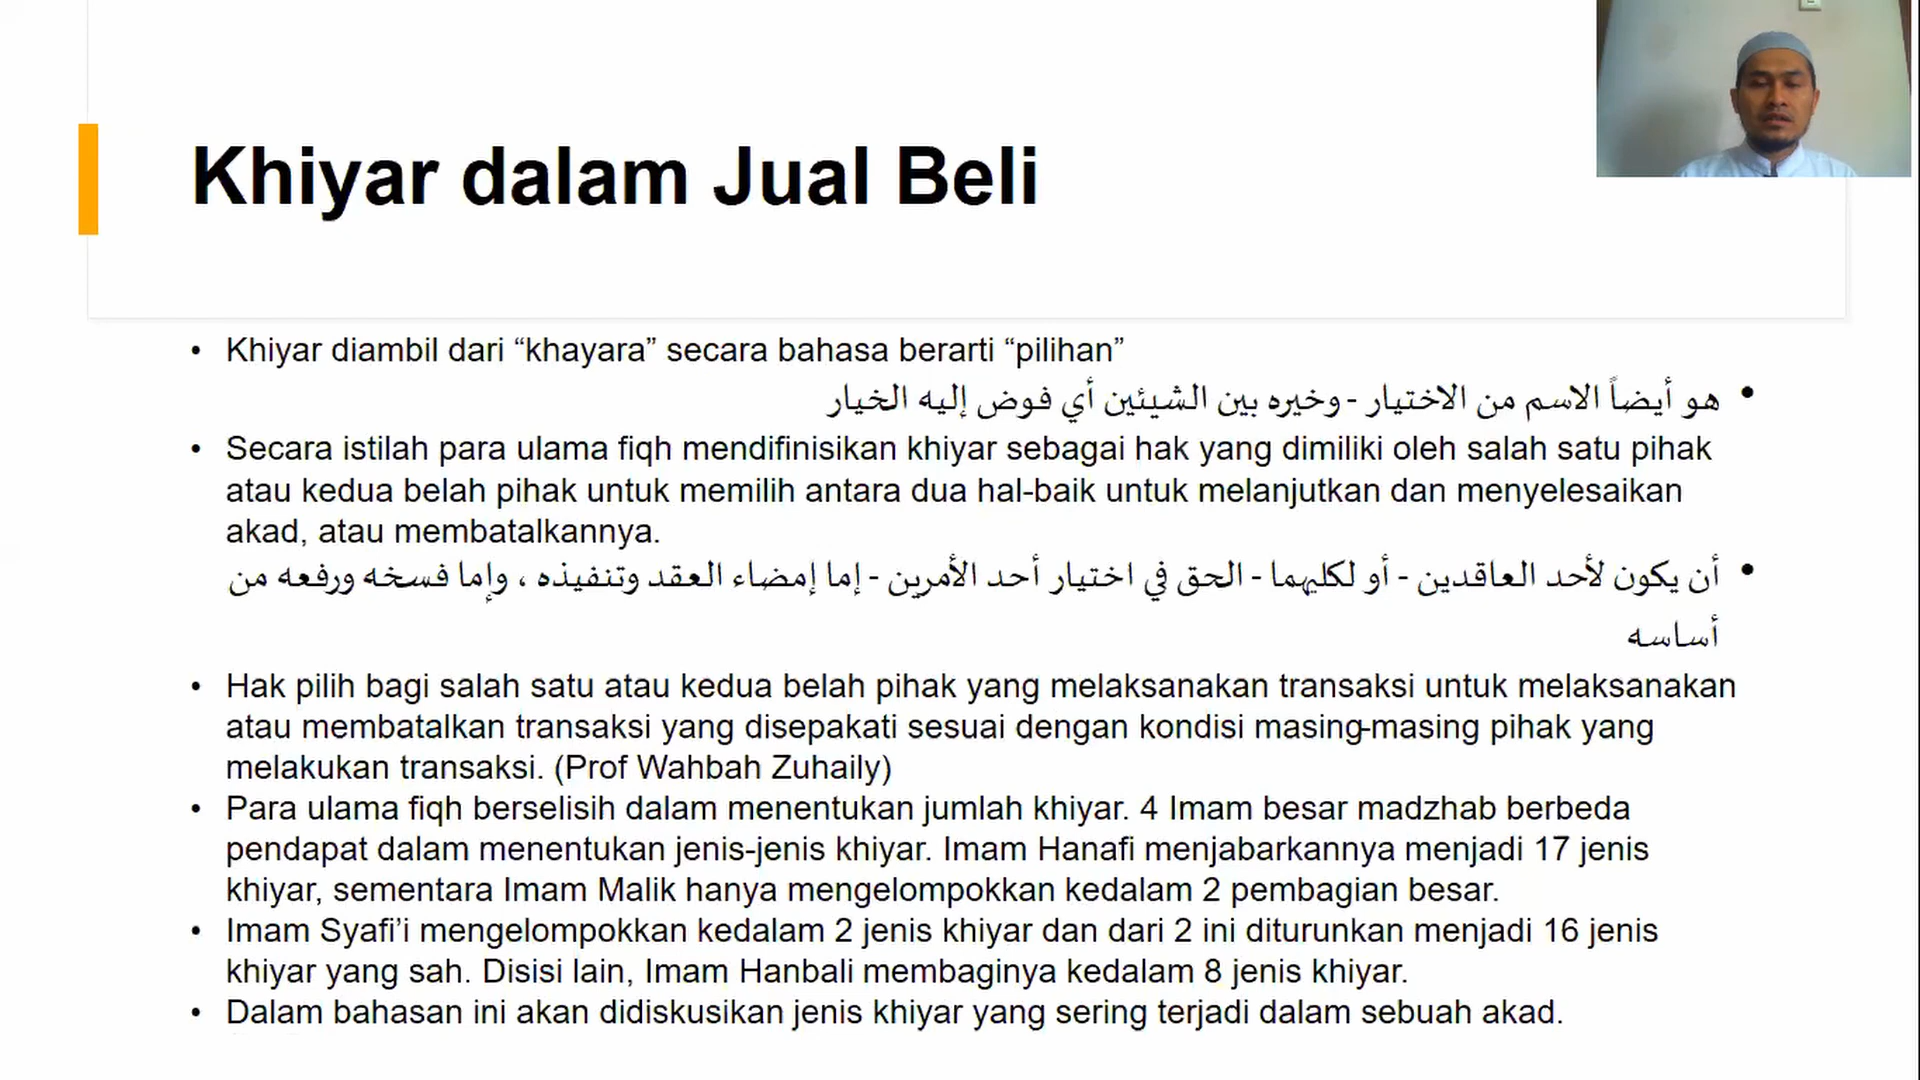 Khiyar dalam Jual Beli
• Khiyar diambil dari “khayara” secara bahasa berarti “pilihan”
• هو أيضاً الاسم من الاختيار - وخيره بين الشيئين أي فوض إليه الخيار
• Secara istilah para ulama fiqh mendifinisikan khiyar sebagai hak yang dimiliki oleh salah satu pihak
atau kedua belah pihak untuk memilih antara dua hal-baik untuk melanjutkan dan menyelesaikan
akad, atau membatalkannya.
• أن يكون لأحد العاقدين - أو لكليهما - الحق في اختيار أحد الأمرين - إما إمضاء العقد وتنفيذه ، وإما فسخه ورفعه من
أساسه
• Hak pilih bagi salah satu atau kedua belah pihak yang melaksanakan transaksi untuk melaksanakan
atau membatalkan transaksi yang disepakati sesuai dengan kondisi masing-masing pihak yang
melakukan transaksi. (Prof Wahbah Zuhaily)
• Para ulama fiqh berselisih dalam menentukan jumlah khiyar. 4 Imam besar madzhab berbeda
pendapat dalam menentukan jenis-jenis khiyar. Imam Hanafi menjabarkannya menjadi 17 jenis
khiyar, sementara Imam Malik hanya mengelompokkan kedalam 2 pembagian besar.
• Imam Syafi’i mengelompokkan kedalam 2 jenis khiyar dan dari 2 ini diturunkan menjadi 16 jenis
khiyar yang sah. Disisi lain, Imam Hanbali membaginya kedalam 8 jenis khiyar.
• Dalam bahasan ini akan didiskusikan jenis khiyar yang sering terjadi dalam sebuah akad.